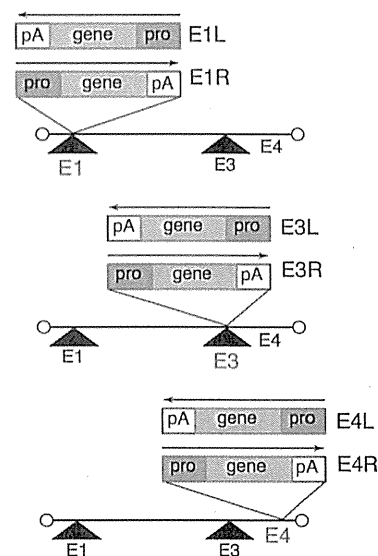 pA gene pro E1L
pro gene pA E1R
E1 E3 E4
pA gene pro E3L
pro gene pA E3R
E1 E3 E4
pA gene pro E4L
pro gene pA E4R
E1 E3 E4